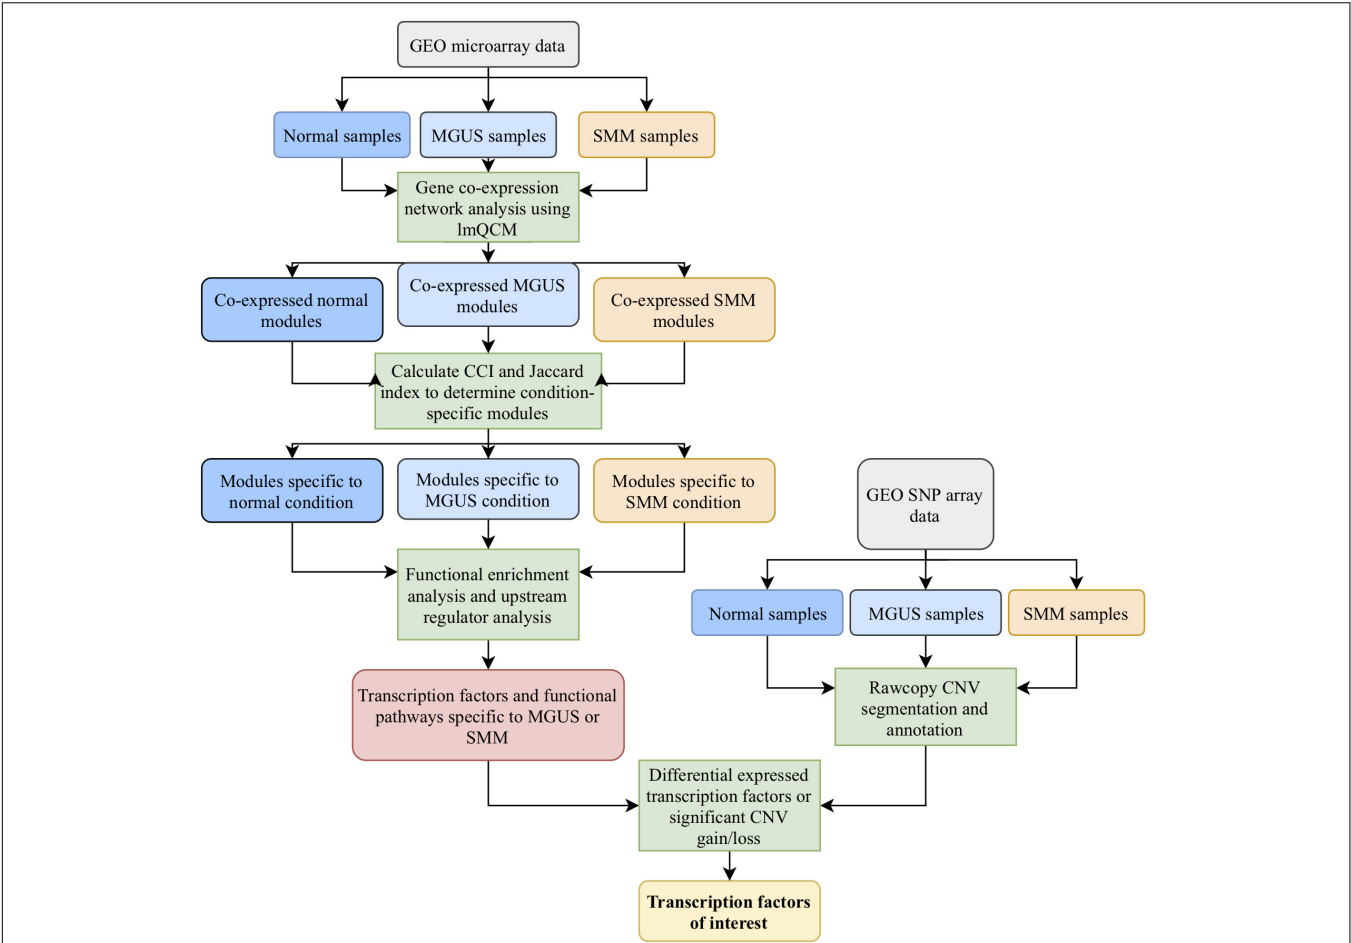 GEO microarray data
Normal samples
MGUS samples
SMM samples
Gene co-expression
network analysis using
lmQCM
Co-expressed normal
modules
Co-expressed MGUS
modules
Co-expressed SMM
modules
Calculate CCI and Jaccard
index to determine condition-
specific modules
Modules specific to
normal condition
Modules specific to
MGUS condition
Modules specific to
SMM condition
GEO SNP array
data
Functional enrichment
analysis and upstream
regulator analysis
Normal samples
MGUS samples
SMM samples
Transcription factors and functional
pathways specific to MGUS or
SMM
Rawcopy CNV
segmentation and
annotation
Differential expressed
transcription factors or
significant CNV
gain/loss
Transcription factors
of interest